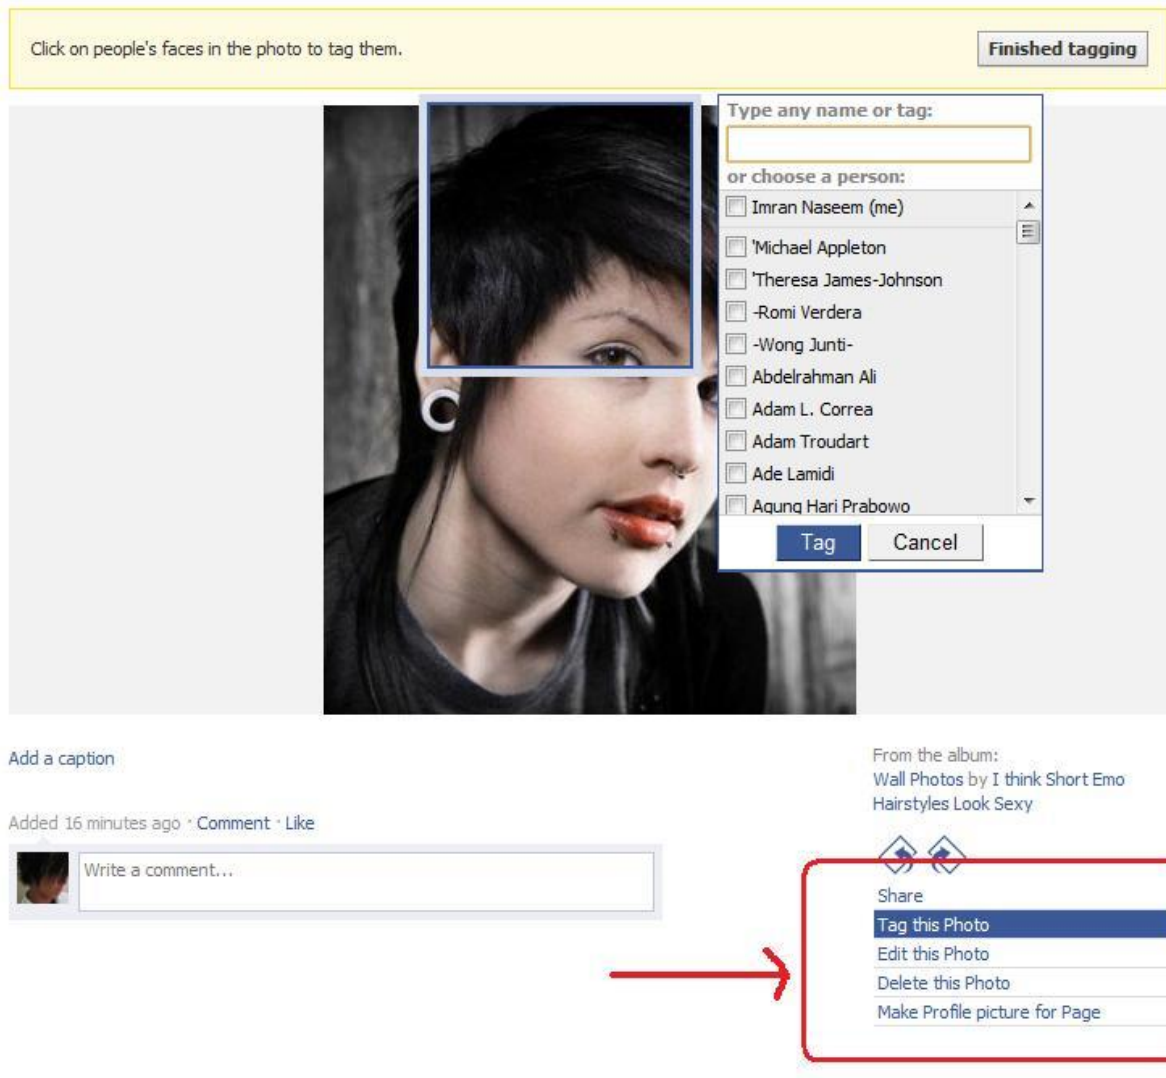 Click on people's faces in the photo to tag them.
Finished tagging
Type any name or tag:
or choose a person:
Imran Naseem (me)
'Michael Appleton
'Theresa James-Johnson
-Romi Verdera
-Wong Junti-
Abdelrahman Ali
Adam L. Correa
Adam Troudart
Ade Lamidi
Agung Hari Prabowo
Tag Cancel
Add a caption
Added 16 minutes ago · Comment · Like
Write a comment...
From the album:
Wall Photos by I think Short Emo
Hairstyles Look Sexy
Share
Tag this Photo
Edit this Photo
Delete this Photo
Make Profile picture for Page